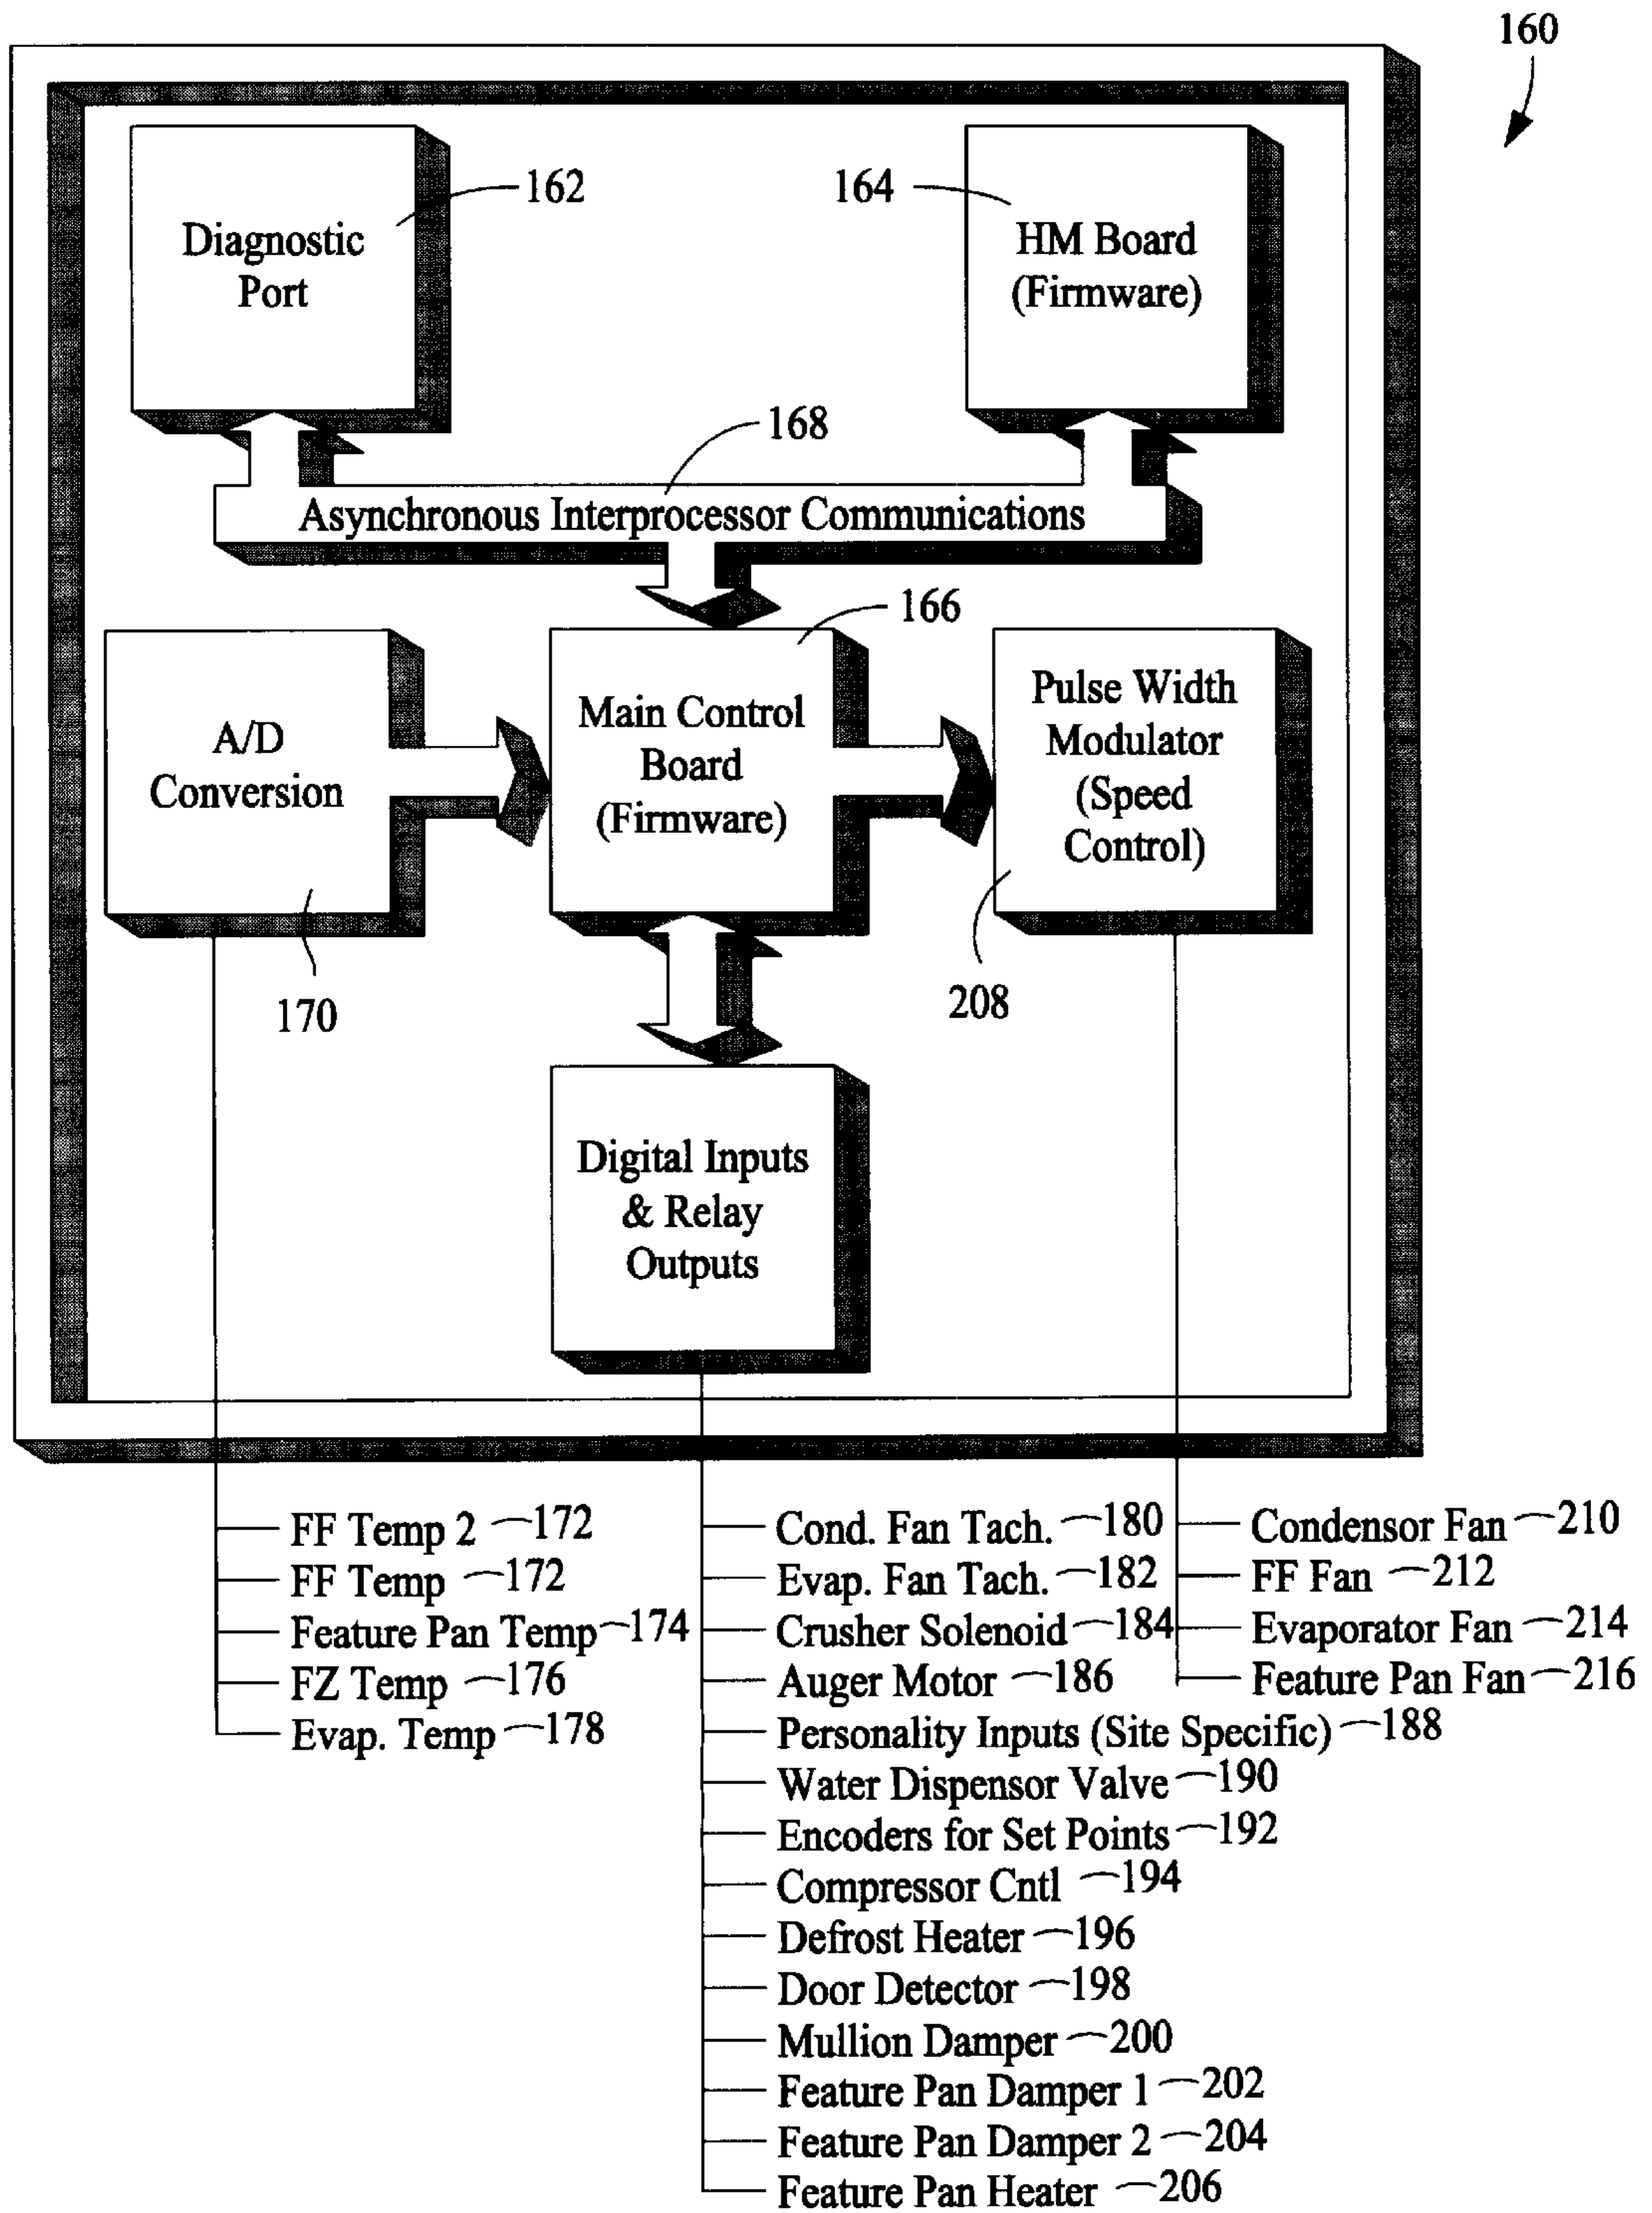 160
Diagnostic
Port
162
164
HM Board
(Firmware)
168
Asynchronous Interprocessor Communications
166
A/D
Conversion
170
Main Control
Board
(Firmware)
Pulse Width
Modulator
(Speed
Control)
208
Digital Inputs
& Relay
Outputs
FF Temp 2 172
FF Temp 172
Feature Pan Temp 174
FZ Temp 176
Evap. Temp 178
Cond. Fan Tach. 180
Evap. Fan Tach. 182
Crusher Solenoid 184
Auger Motor 186
Personality Inputs (Site Specific) 188
Water Dispensor Valve 190
Encoders for Set Points 192
Compressor Cntl 194
Defrost Heater 196
Door Detector 198
Mullion Damper 200
Feature Pan Damper 1 202
Feature Pan Damper 2 204
Feature Pan Heater 206
Condensor Fan 210
FF Fan 212
Evaporator Fan 214
Feature Pan Fan 216